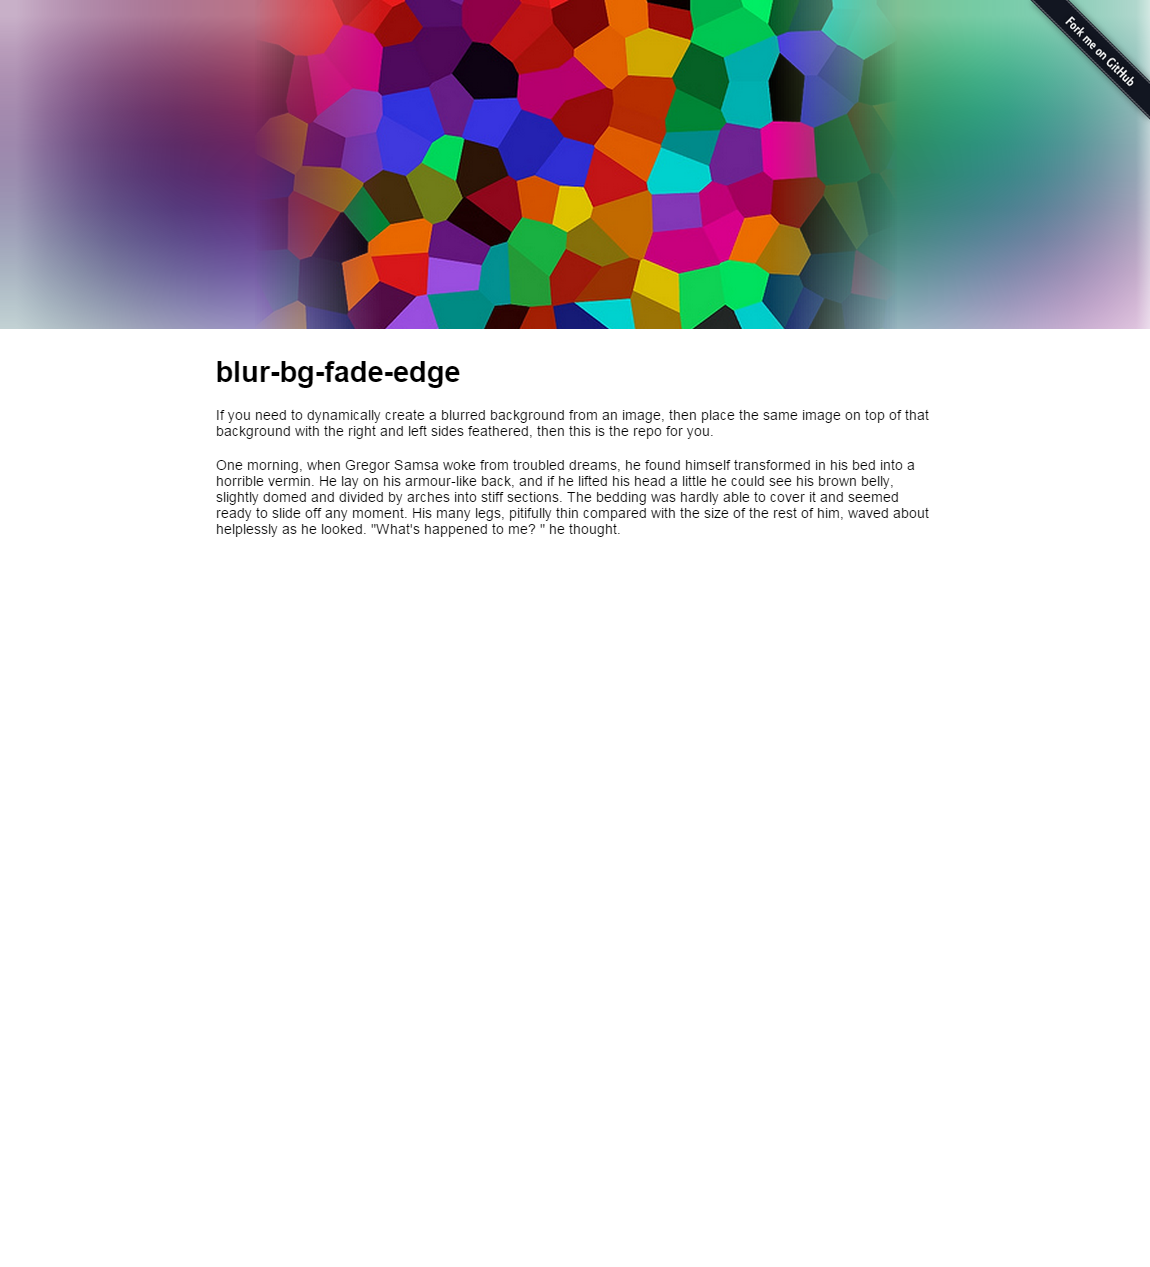 Fork me on GitHub
blur-bg-fade-edge
If you need to dynamically create a blurred background from an image, then place the same image on top of that
background with the right and left sides feathered, then this is the repo for you.
One morning, when Gregor Samsa woke from troubled dreams, he found himself transformed in his bed into a
horrible vermin. He lay on his armour-like back, and if he lifted his head a little he could see his brown belly,
slightly domed and divided by arches into stiff sections. The bedding was hardly able to cover it and seemed
ready to slide off any moment. His many legs, pitifully thin compared with the size of the rest of him, waved about
helplessly as he looked. "What's happened to me? " he thought.